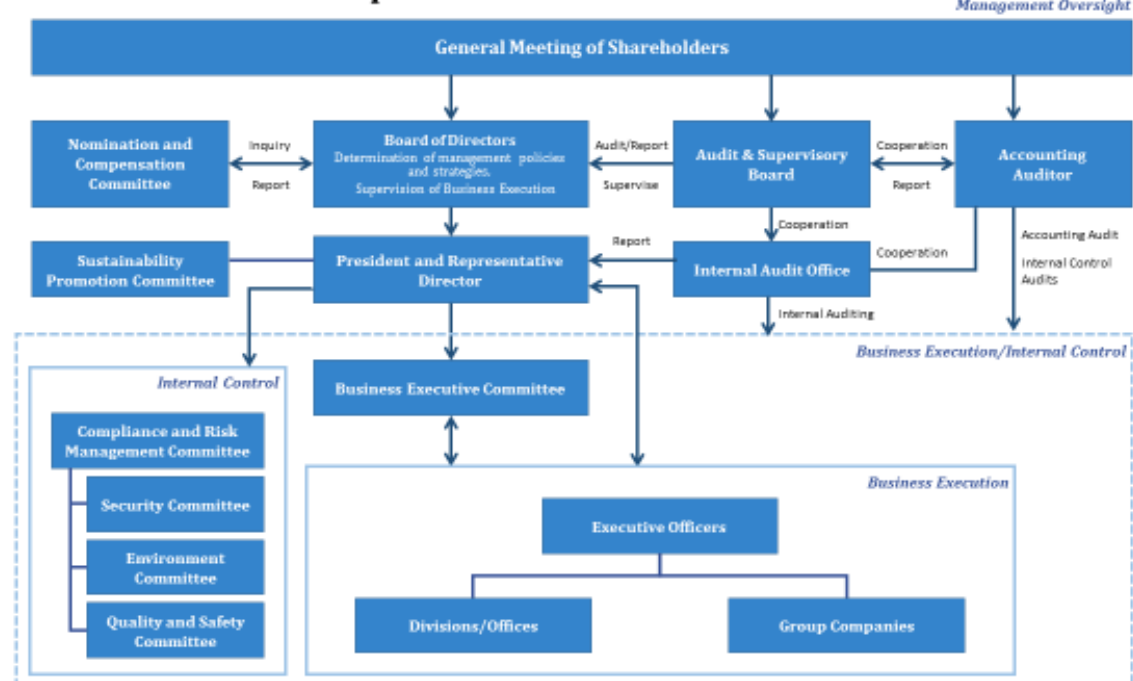 Management Oversight
General Meeting of Shareholders
Nomination and
Compensation
Committee
Inquiry
Report
Board of Directors
Determination of management policies
and strategies.
Supervision of Business Execution
Audit/Report
Supervise
Audit & Supervisory
Board
Cooperation
Report
Accounting
Auditor
Cooperation
Sustainability
Promotion Committee
President and Representative
Director
Report
Internal Audit Office
Cooperation
Accounting Audit
Internal Control
Audits
Internal Auditing
Business Execution/Internal Control
Internal Control
Business Executive Committee
Compliance and Risk
Management Committee
Security Committee
Environment
Committee
Quality and Safety
Committee
Business Execution
Executive Officers
Divisions/Offices
Group Companies